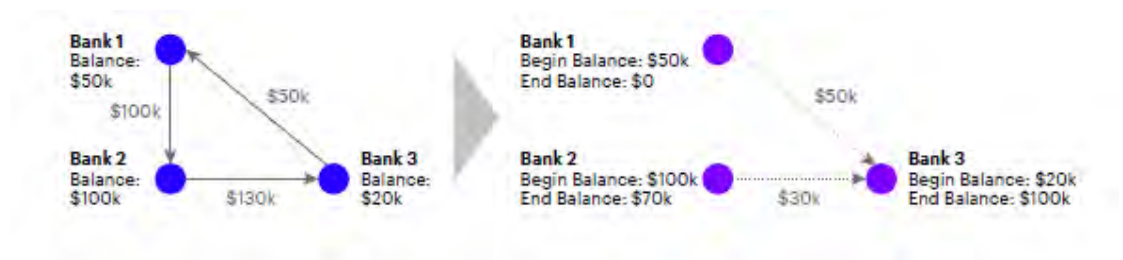 Bank 1
Balance:
$50k
$100k
$50k
Bank 2
Balance:
$100k
$130k
Bank 3
Balance:
$20k
Bank 1
Begin Balance: $50k
End Balance: $0
$50k
Bank 2
Begin Balance: $100k
End Balance: $70k
$30k
Bank 3
Begin Balance: $20k
End Balance: $100k